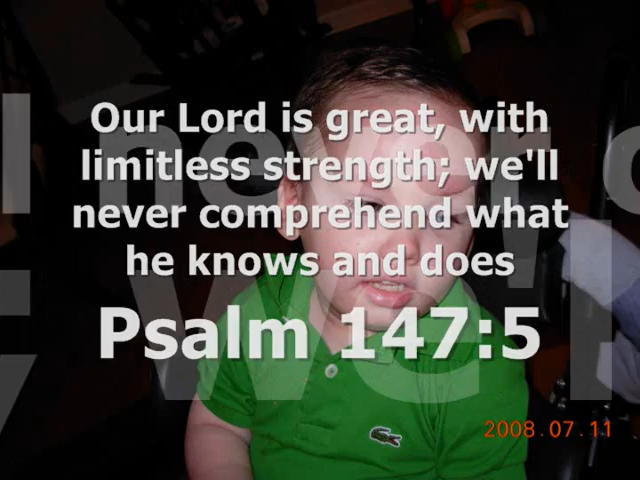 Our Lord is great, with
limitless strength; we'll
never comprehend what
he knows and does
Psalm 147:5
2008.07.11